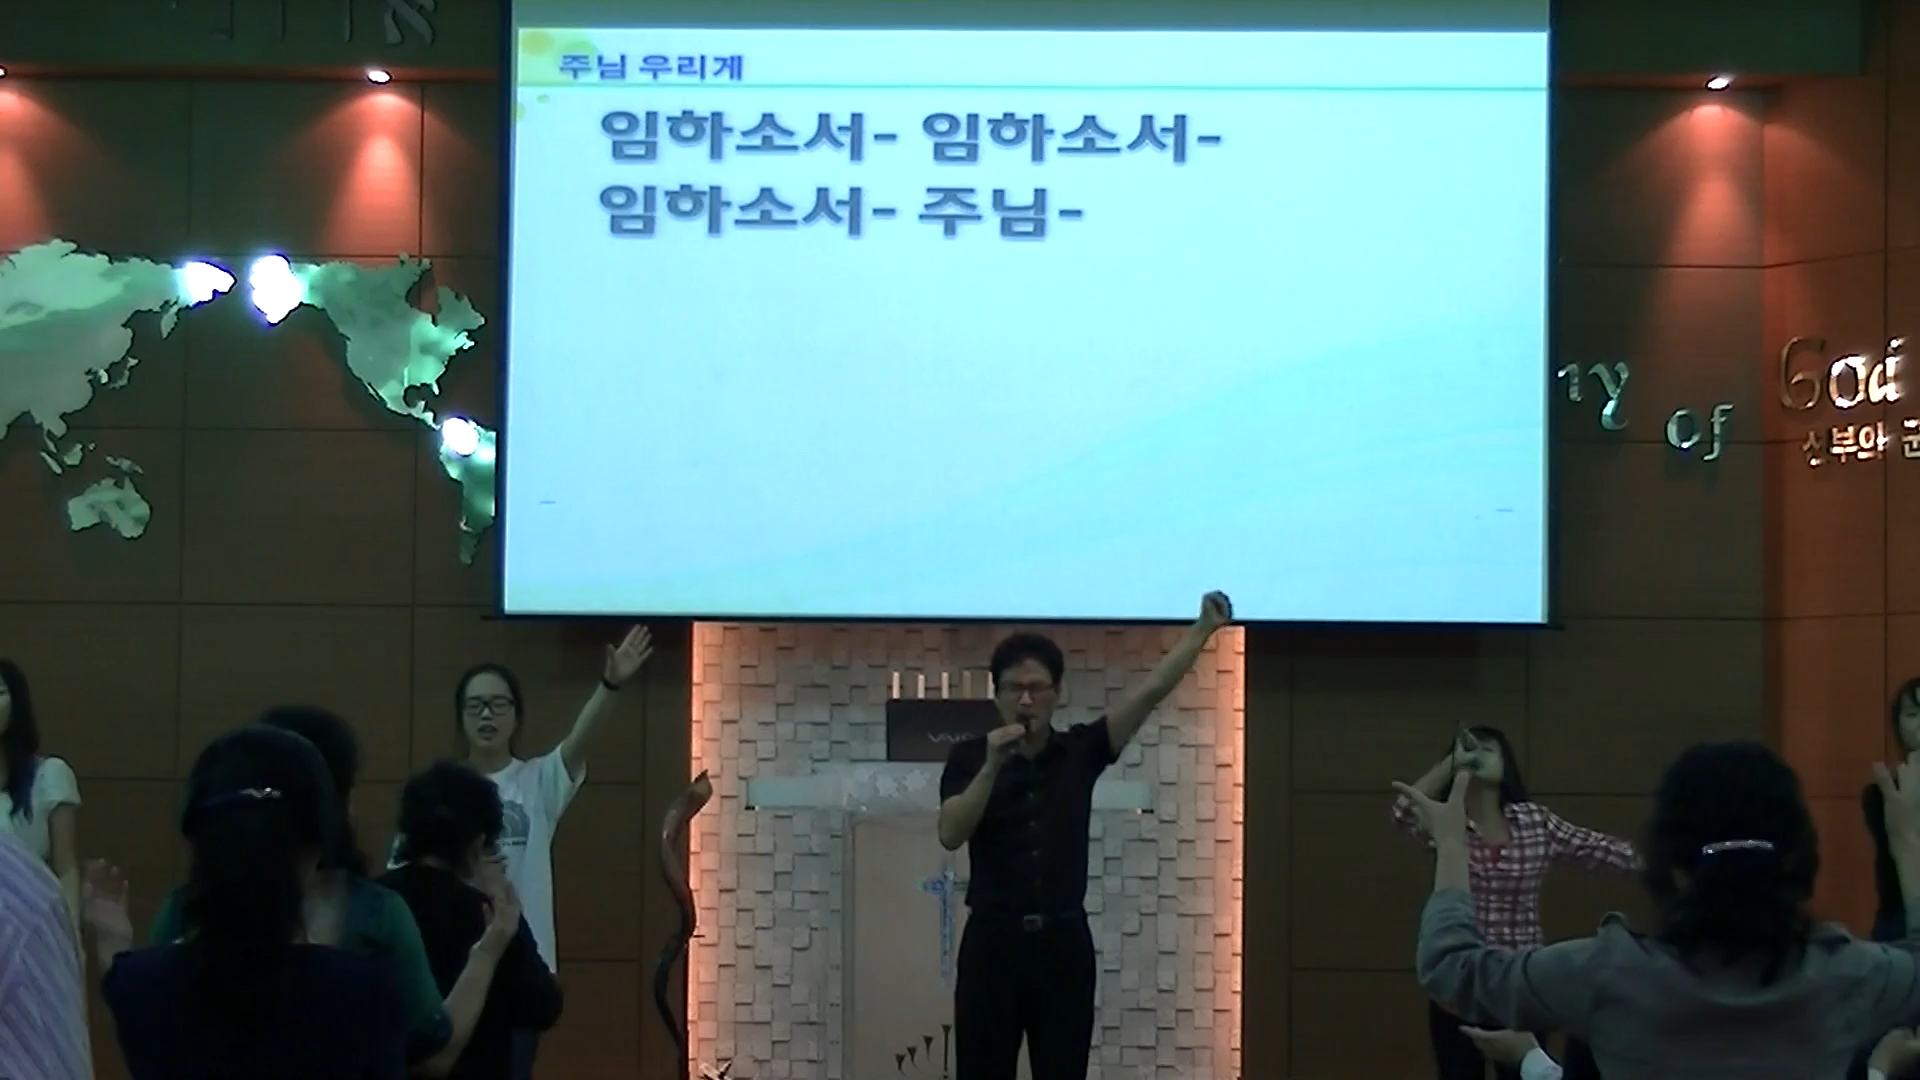 주님 우리게
임하소서- 임하소서-
임하소서- 주님-
of God